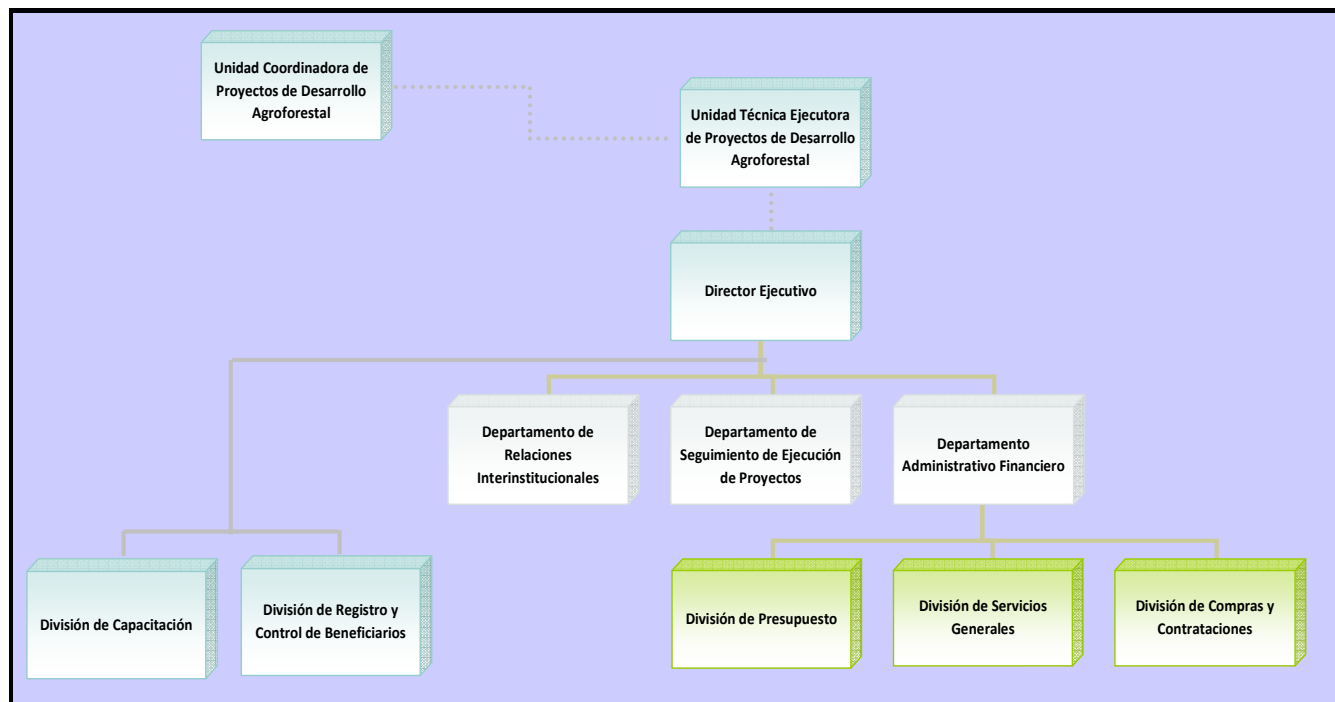 Unidad Coordinadora de
Proyectos de Desarrollo
Agroforestal
Unidad Técnica Ejecutora
de Proyectos de Desarrollo
Agroforestal
Director Ejecutivo
Departamento de
Relaciones
Interinstitucionales
Departamento de
Seguimiento de Ejecución
de Proyectos
Departamento
Administrativo Financiero
División de Capacitación
División de Registro y
Control de Beneficiarios
División de Presupuesto
División de Servicios
Generales
División de Compras y
Contrataciones